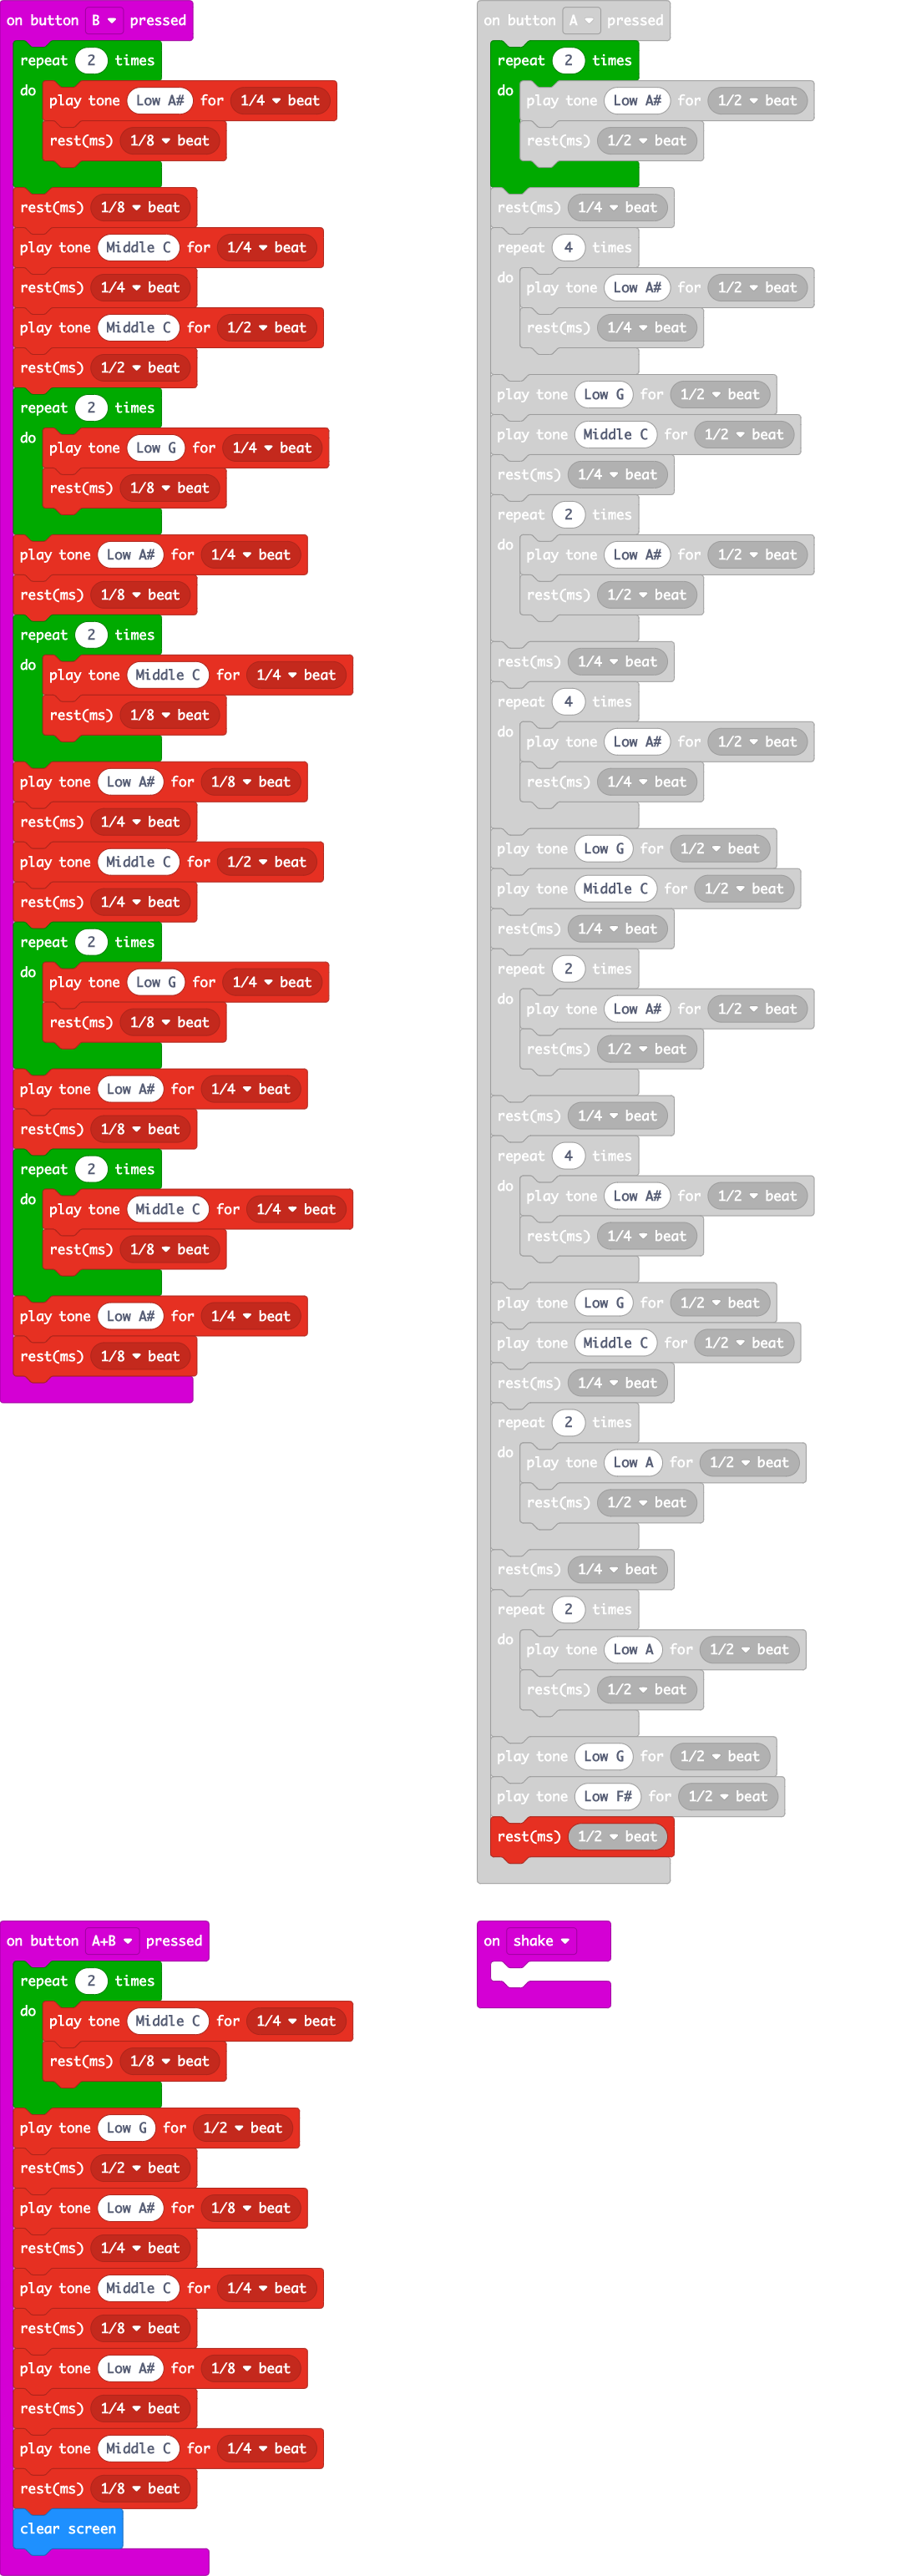 on button B pressed
repeat 2 times
do
play tone Low A# for 1/4 beat
rest(ms) 1/8 beat
rest(ms) 1/8 beat
play tone Middle C for 1/4 beat
rest(ms) 1/4 beat
play tone Middle C for 1/2 beat
rest(ms) 1/2 beat
repeat 2 times
do
play tone Low G for 1/4 beat
rest(ms) 1/8 beat
play tone Low A# for 1/4 beat
rest(ms) 1/8 beat
repeat 2 times
do
play tone Middle C for 1/4 beat
rest(ms) 1/8 beat
play tone Low A# for 1/8 beat
rest(ms) 1/4 beat
play tone Middle C for 1/2 beat
rest(ms) 1/4 beat
repeat 2 times
do
play tone Low G for 1/4 beat
rest(ms) 1/8 beat
play tone Low A# for 1/4 beat
rest(ms) 1/8 beat
repeat 2 times
do
play tone Middle C for 1/4 beat
rest(ms) 1/8 beat
play tone Low A# for 1/4 beat
rest(ms) 1/8 beat
on button A pressed
repeat 2 times
do
play tone Low A# for 1/2 beat
rest(ms) 1/2 beat
rest(ms) 1/4 beat
repeat 4 times
do
play tone Low A# for 1/2 beat
rest(ms) 1/4 beat
play tone Low G for 1/2 beat
play tone Middle C for 1/2 beat
rest(ms) 1/4 beat
repeat 2 times
do
play tone Low A# for 1/2 beat
rest(ms) 1/2 beat
rest(ms) 1/4 beat
repeat 4 times
do
play tone Low A# for 1/2 beat
rest(ms) 1/4 beat
play tone Low G for 1/2 beat
play tone Middle C for 1/2 beat
rest(ms) 1/4 beat
repeat 2 times
do
play tone Low A# for 1/2 beat
rest(ms) 1/2 beat
rest(ms) 1/4 beat
repeat 4 times
do
play tone Low A# for 1/2 beat
rest(ms) 1/4 beat
play tone Low G for 1/2 beat
play tone Middle C for 1/2 beat
rest(ms) 1/4 beat
repeat 2 times
do
play tone Low A for 1/2 beat
rest(ms) 1/2 beat
rest(ms) 1/4 beat
repeat 2 times
do
play tone Low A for 1/2 beat
rest(ms) 1/2 beat
play tone Low G for 1/2 beat
play tone Low F# for 1/2 beat
rest(ms) 1/2 beat
on button A+B pressed
repeat 2 times
do
play tone Middle C for 1/4 beat
rest(ms) 1/8 beat
play tone Low G for 1/2 beat
rest(ms) 1/2 beat
play tone Low A# for 1/8 beat
rest(ms) 1/4 beat
play tone Middle C for 1/4 beat
rest(ms) 1/8 beat
play tone Low A# for 1/8 beat
rest(ms) 1/4 beat
play tone Middle C for 1/4 beat
rest(ms) 1/8 beat
clear screen
on shake